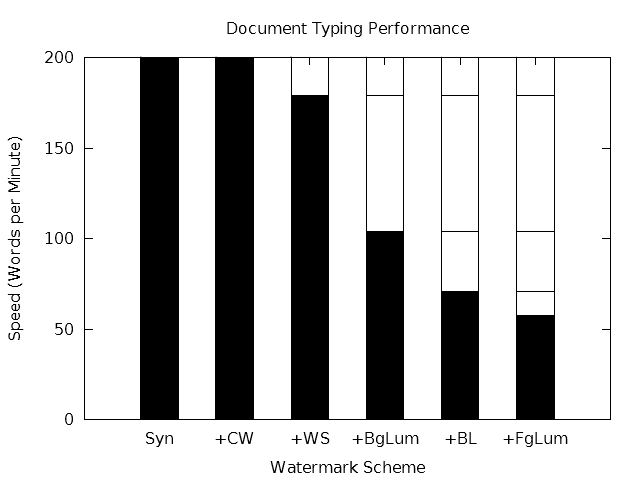 Document Typing Performance
200
150
100
50
0
Speed (Words per Minute)
Syn +CW +WS +BgLum +BL +FgLum
Watermark Scheme